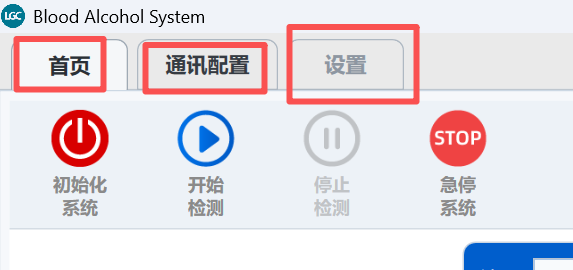 LGC Blood Alcohol System
首页 通讯配置 设置
STOP
初始化 开始 停止 急停
系统 检测 检测 系统